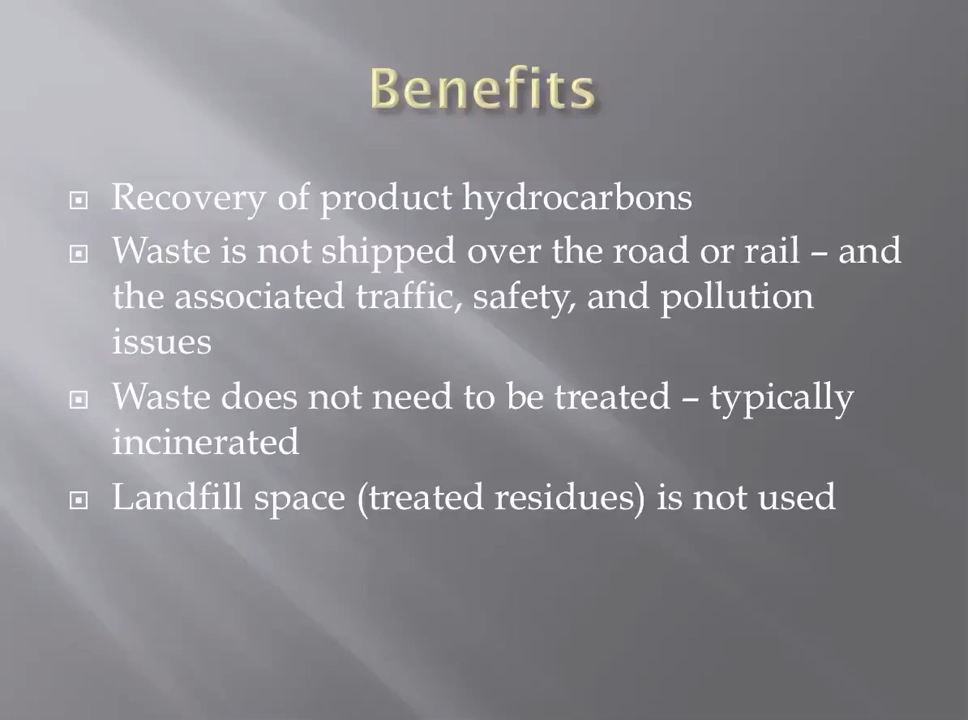 Benefits
Recovery of product hydrocarbons
Waste is not shipped over the road or rail – and
the associated traffic, safety, and pollution
issues
Waste does not need to be treated – typically
incinerated
Landfill space (treated residues) is not used